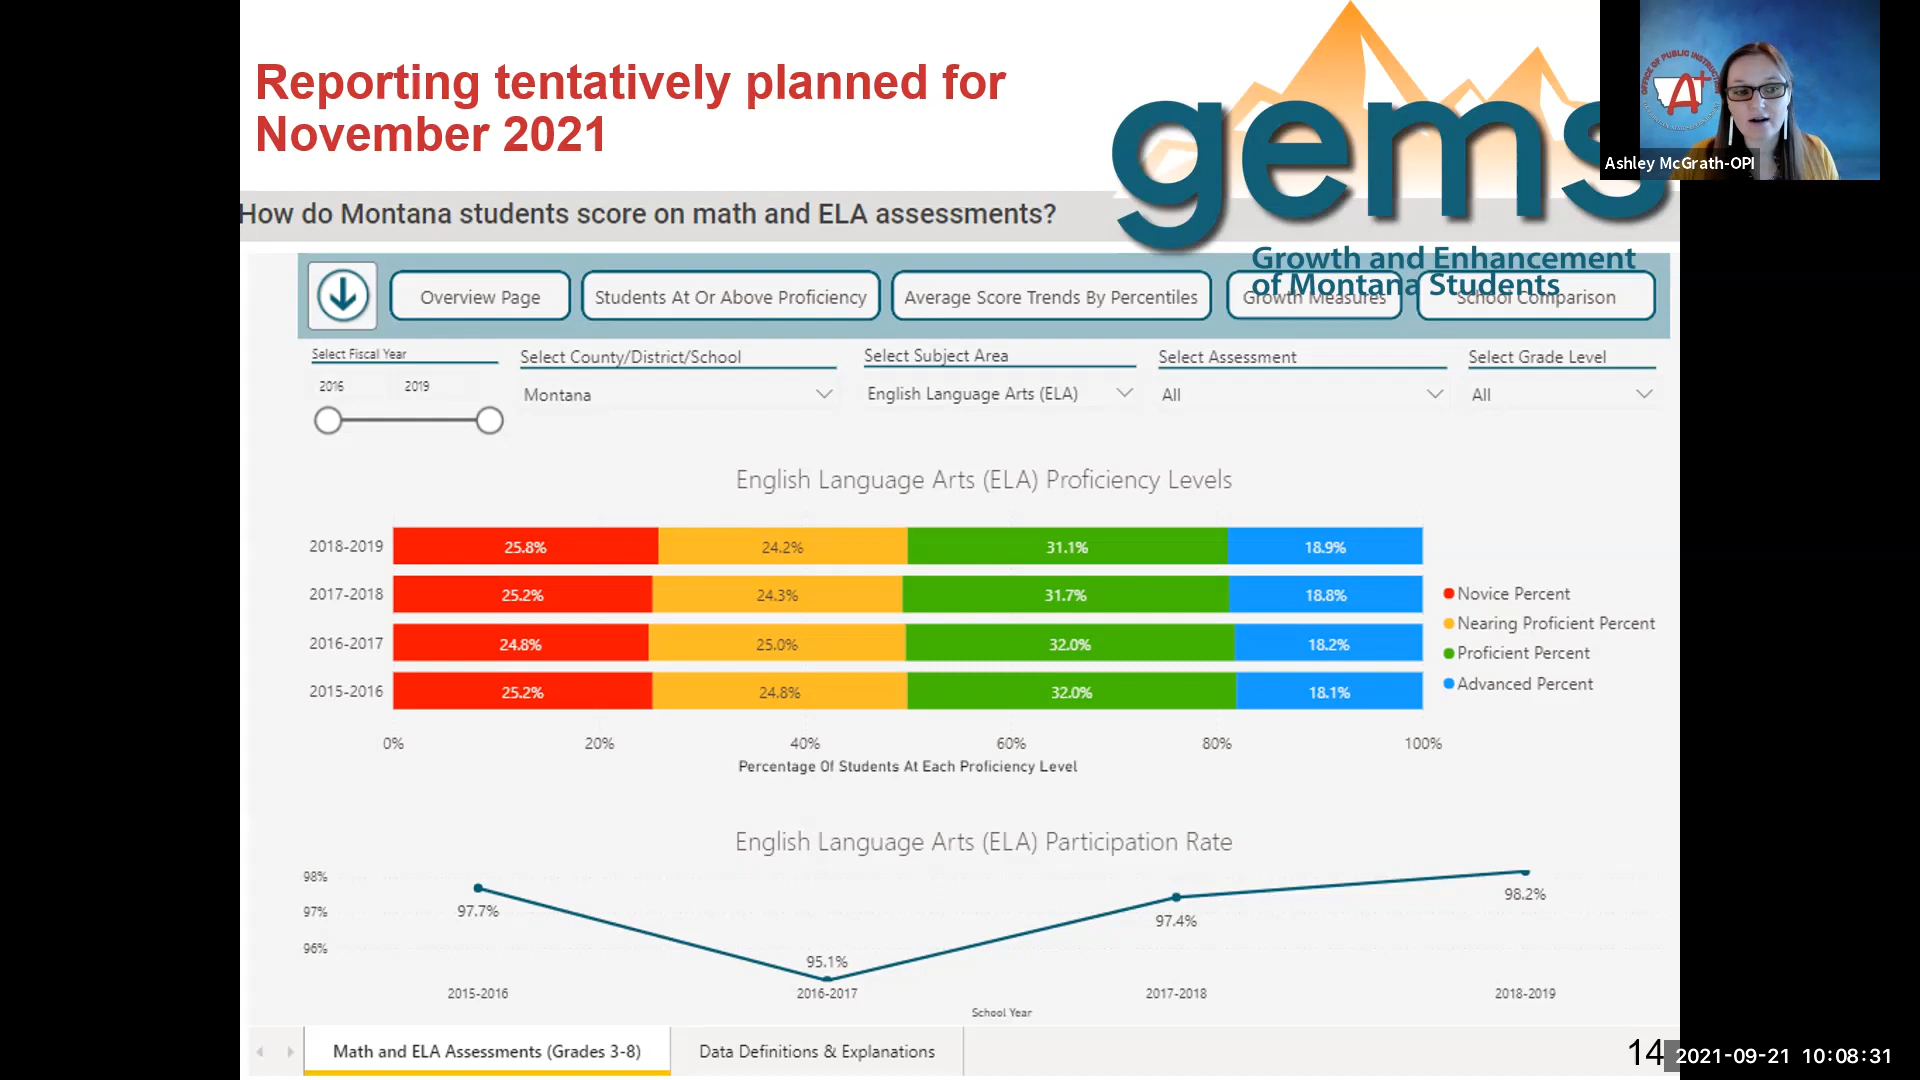 Reporting tentatively planned for
November 2021
gems
Growth and Enhancement
of Montana Students
Ashley McGrath-OPI
How do Montana students score on math and ELA assessments?
Overview Page
Students At Or Above Proficiency
Average Score Trends By Percentiles
Growth Measures
School Comparison
Select Fiscal Year
2016 2019
Select County/District/School
Montana
Select Subject Area
English Language Arts (ELA)
Select Assessment
All
Select Grade Level
All
English Language Arts (ELA) Proficiency Levels
2018-2019 25.8% 24.2% 31.1% 18.9%
2017-2018 25.2% 24.3% 31.7% 18.8%
2016-2017 24.8% 25.0% 32.0% 18.2%
2015-2016 25.2% 24.8% 32.0% 18.1%
0% 20% 40% 60% 80% 100%
Percentage Of Students At Each Proficiency Level
Novice Percent
Nearing Proficient Percent
Proficient Percent
Advanced Percent
English Language Arts (ELA) Participation Rate
98%
97%
96%
97.7%
95.1%
97.4%
98.2%
2015-2016 2016-2017 2017-2018 2018-2019
School Year
Math and ELA Assessments (Grades 3-8)
Data Definitions & Explanations
14
2021-09-21 10:08:31